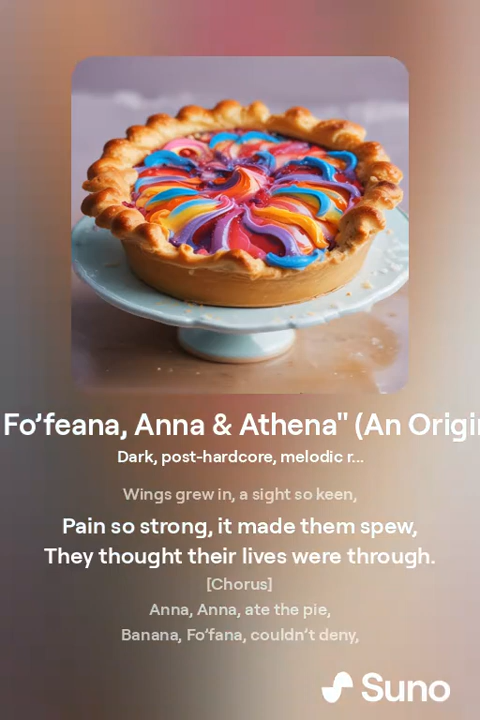 Fo’feana, Anna & Athena" (An Origi
Dark, post-hardcore, melodic r...
Wings grew in, a sight so keen,
Pain so strong, it made them spew,
They thought their lives were through.
[Chorus]
Anna, Anna, ate the pie,
Banana, Fo’fana, couldn’t deny,
Suno